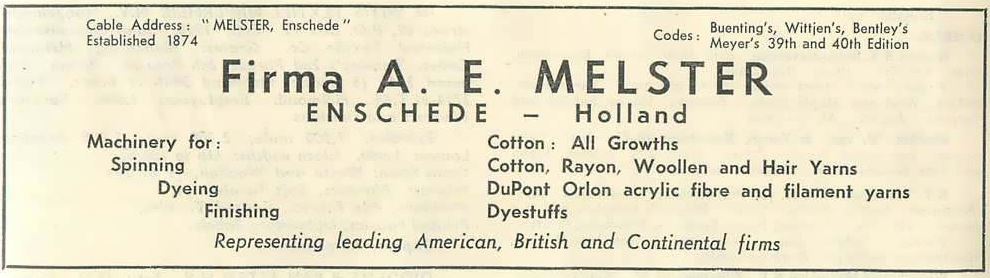 Cable Address: "MELSTER, Enschede"
Established 1874
Codes: Buenting's, Wittjen's, Bentley's
Meyer's 39th and 40th Edition
Firma A. E. MELSTER
ENSCHEDE – Holland
Machinery for:
Spinning
Dyeing
Finishing
Cotton: All Growths
Cotton, Rayon, Woollen and Hair Yarns
DuPont Orlon acrylic fibre and filament yarns
Dyestuffs
Representing leading American, British and Continental firms